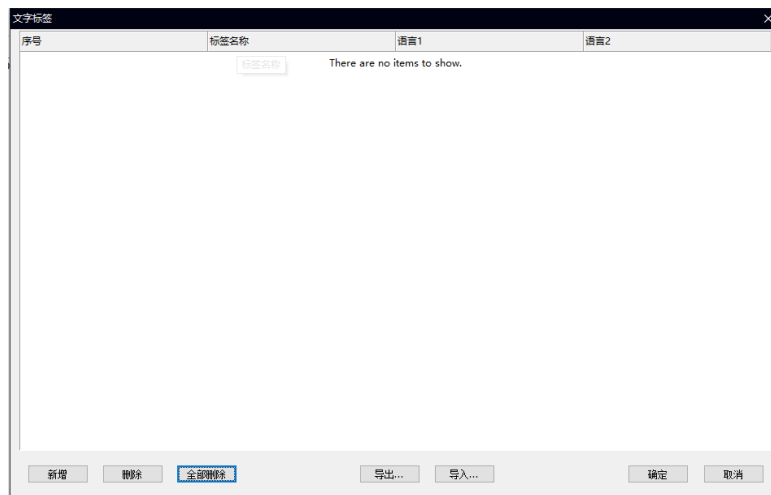 文字标签
序号 标签名称 语言1 语言2
标签名称
There are no items to show.
新增 删除 全部删除 导出... 导入... 确定 取消